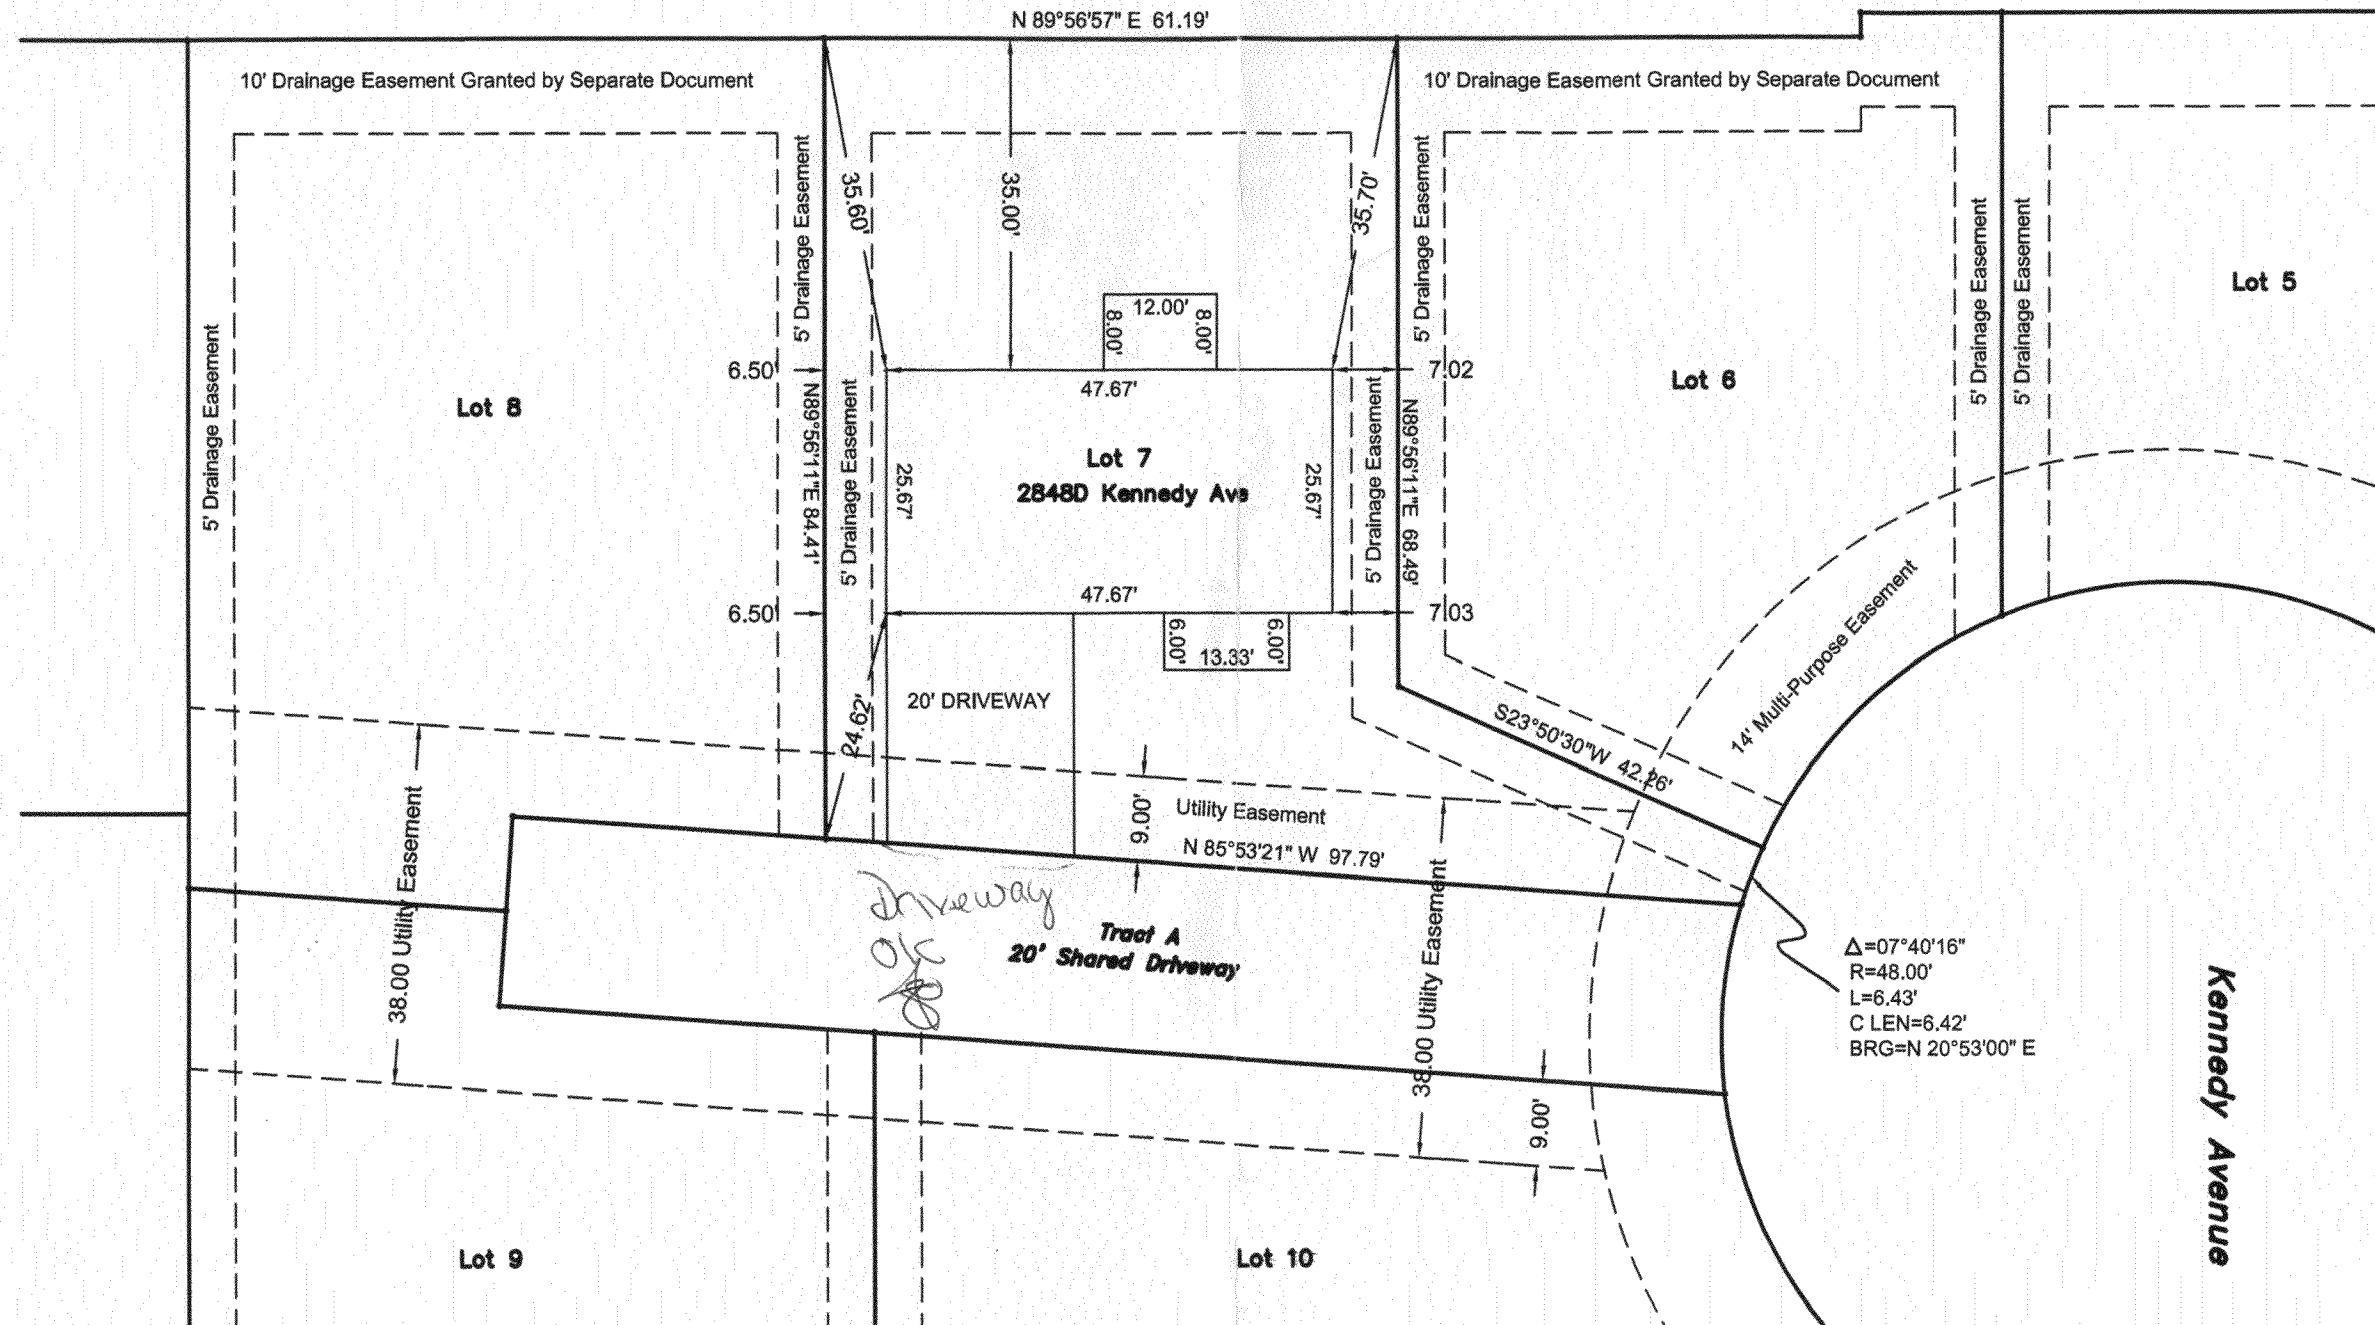 N 89°56'57" E 61.19'
10' Drainage Easement Granted by Separate Document
10' Drainage Easement Granted by Separate Document
5' Drainage Easement
5' Drainage Easement
35.60'
35.00'
35.70'
5' Drainage Easement
5' Drainage Easement
5' Drainage Easement
Lot 5
12.00'
8.00'
8.00'
6.50'
7.02
47.67'
Lot 8
Lot 6
N89°56'11"E 84.41'
5' Drainage Easement
25.67'
Lot 7
2848D Kennedy Ave
25.67'
5' Drainage Easement
N89°56'11"E 68.49'
47.67'
6.50'
7.03
6.00'
13.33'
6.00'
14' Multi-Purpose Easement
24.62'
20' DRIVEWAY
S23°50'30"W 42.26'
38.00 Utility Easement
9.00'
Utility Easement
N 85°53'21" W 97.79'
Driveway
OK
Tract A
20' Shared Driveway
38.00 Utility Easement
Δ=07°40'16"
R=48.00'
L=6.43'
C LEN=6.42'
BRG=N 20°53'00" E
9.00'
Kennedy Avenue
Lot 9
Lot 10